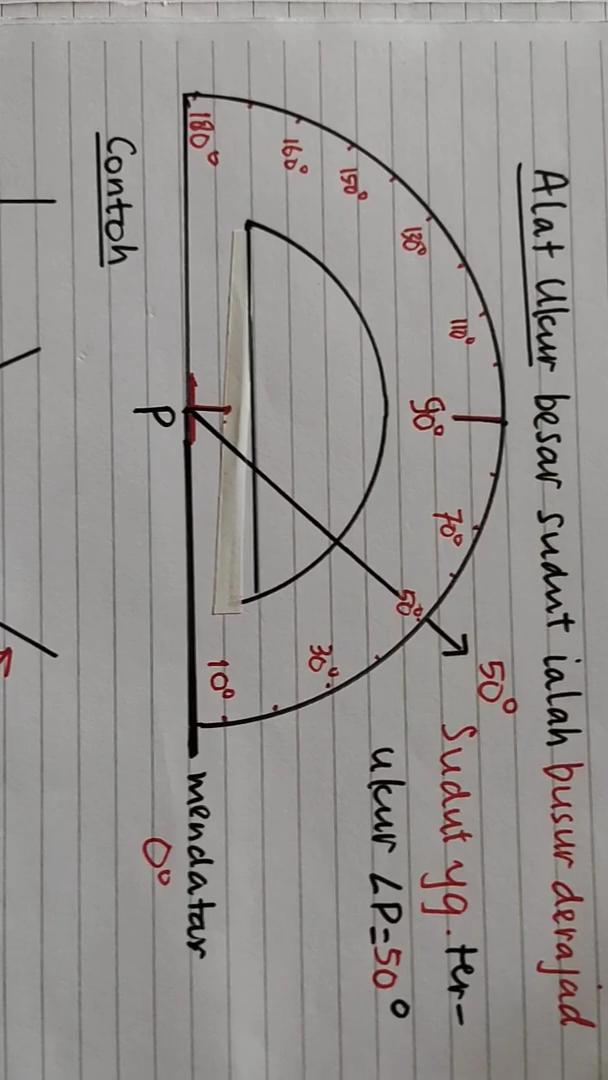 Alat Ukur besar sudut ialah busur derajad
50°
Sudut yg. ter-
ukur ∠P=50°
90°
110°
70°
130°
50°
150°
160°
30°
180°
10°
P
mendatar
0°
Contoh